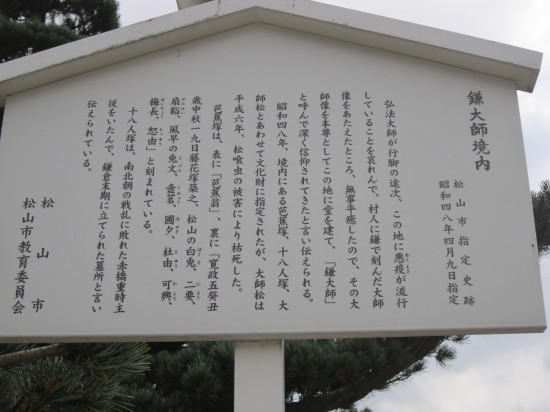 鎌大師境内
松山市指定史跡
昭和四八年四月九日指定
弘法大師が行脚の途次、この地に悪疫が流行
していることを哀れんで、村人に鎌で刻んだ大師
像をあたえたところ、無事平癒したので、その大
師像を本尊としてこの地に堂を建て、「鎌大師」
と呼んで深く信仰されてきたと言い伝えられる。
昭和四八年、境内にある芭蕉塚、十八人塚、大
師松とあわせて文化財に指定されたが、大師松は
平成六年、松喰虫の被害により枯死した。
芭蕉塚は、表に「芭蕉翁」、裏に「寛政五癸丑
歳中秋一九日藤花塚築之、松山の白兎、二要、
扇谿、風早の兎文、壺茗、圃夕、杜由、可興、
梅長、恕由」と刻まれている。
十八人塚は、南北朝の戦乱に敗れた赤橋重時主
従をいたんで、鎌倉末期に立てられた墓所と言い
伝えられている。
松山市
松山市教育委員会